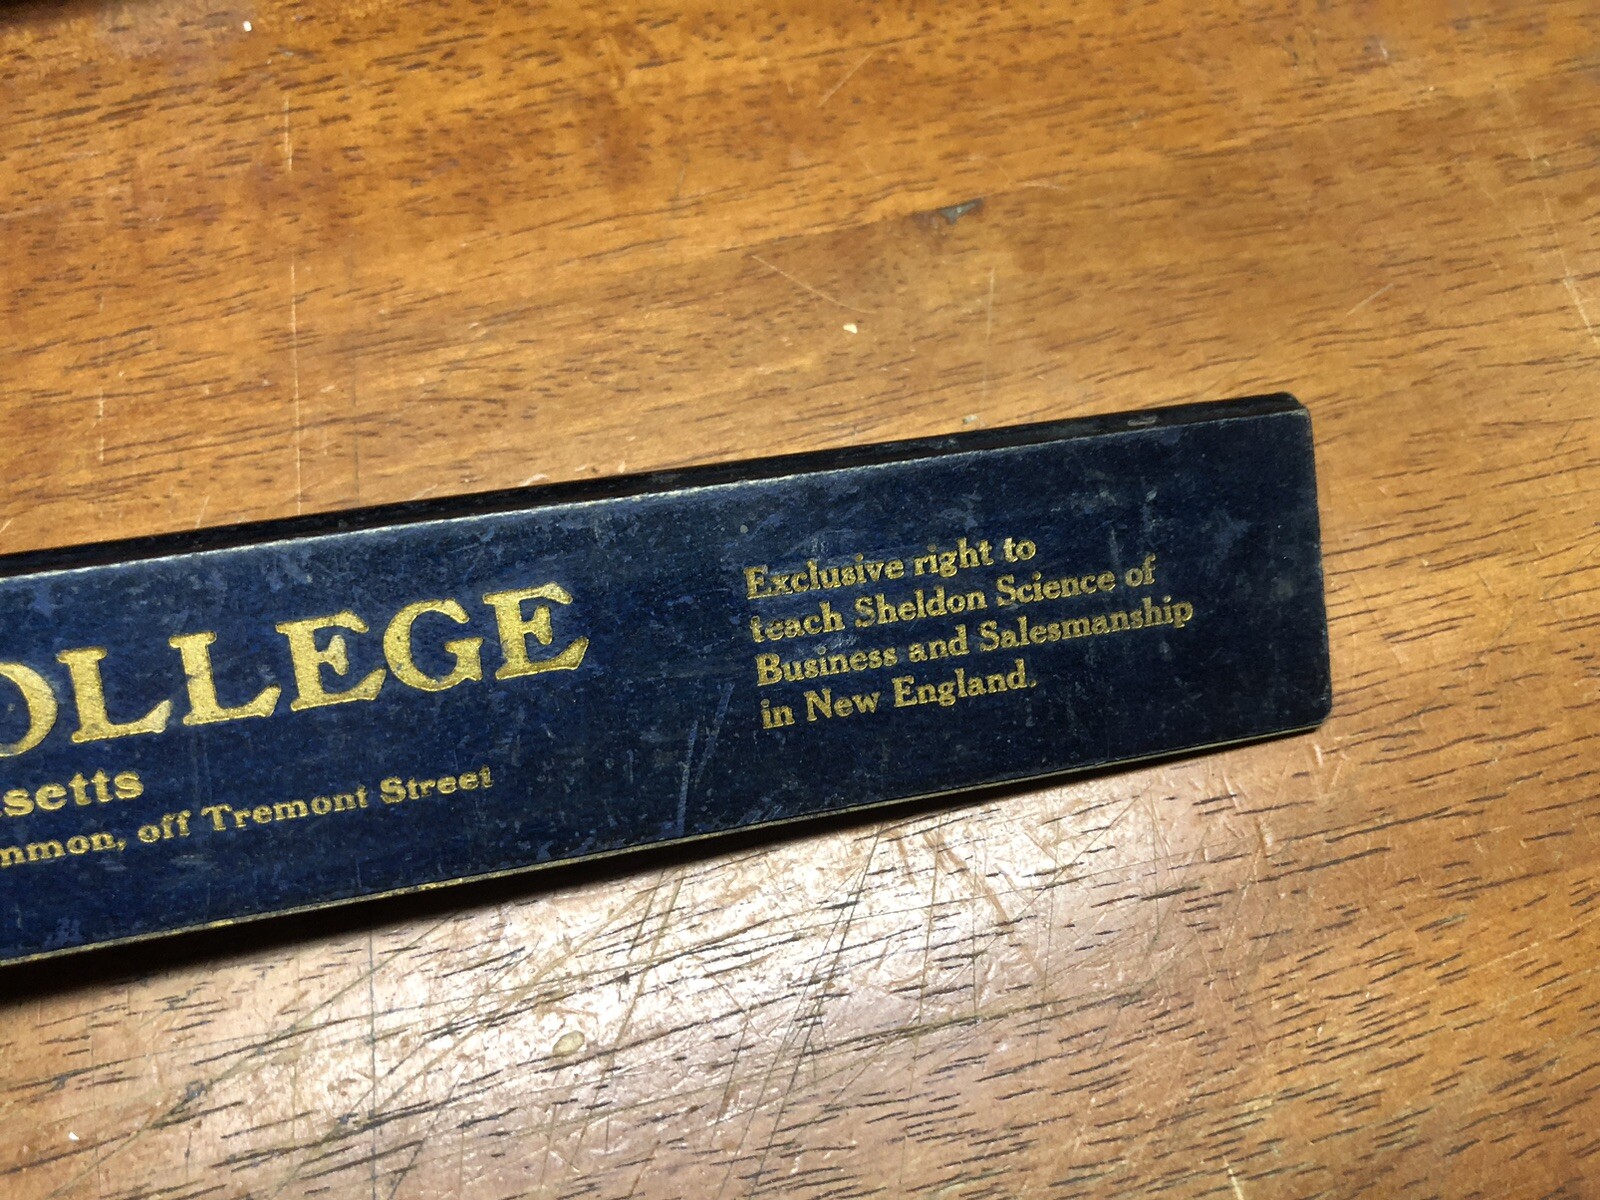 OLLEGE
setts
mmon, off Tremont Street
Exclusive right to
teach Sheldon Science of
Business and Salesmanship
in New England.